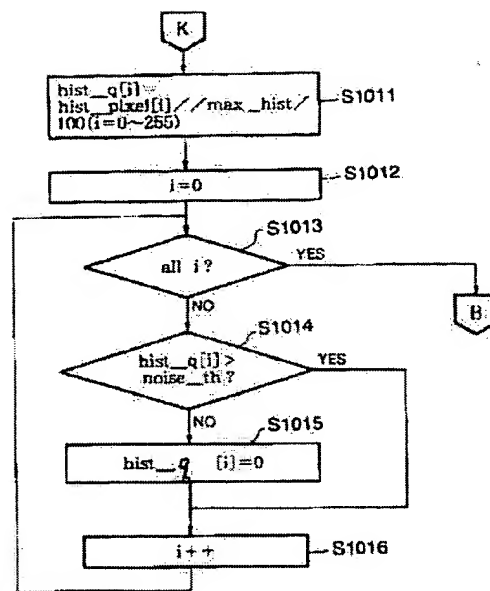 K
hist_q[i]=
hist_pixel[i]//max_hist/
100(i=0~255)
S1011
i=0
S1012
S1013
all i?
YES
NO
B
S1014
hist_q[i]>
noise_th?
YES
NO
S1015
hist_q [i]=0
i++
S1016